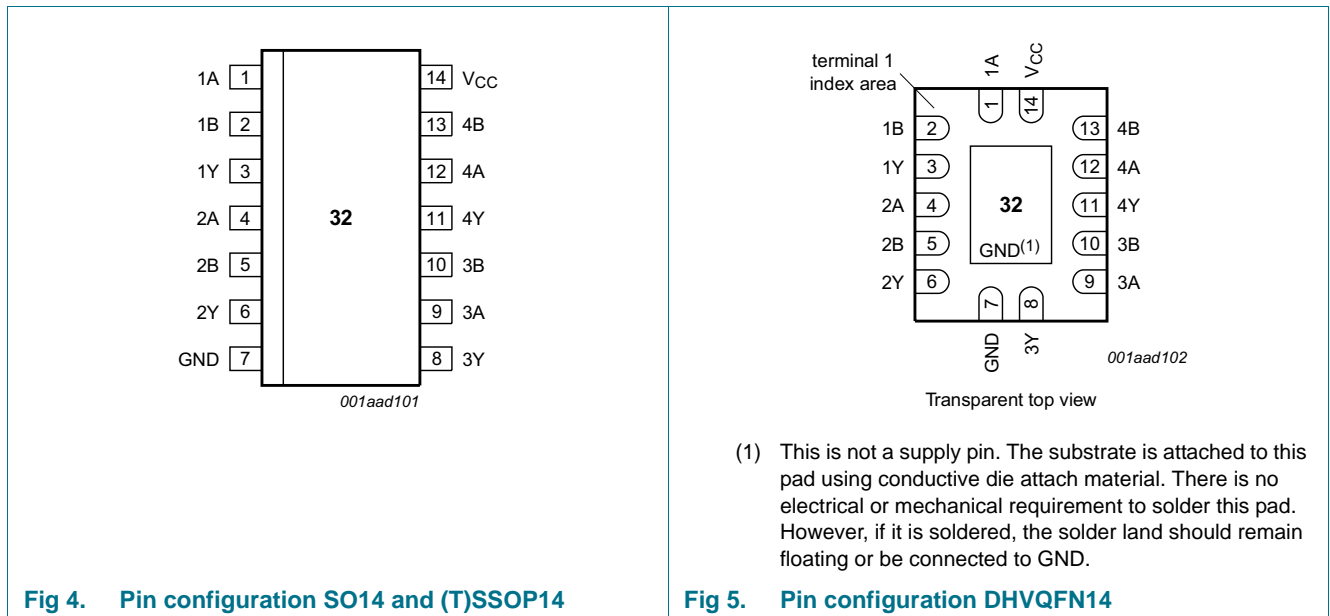 1A 1 14 VCC
1B 2 13 4B
1Y 3 12 4A
2A 4 32 11 4Y
2B 5 10 3B
2Y 6 9 3A
GND 7 8 3Y
001aad101
Fig 4. Pin configuration SO14 and (T)SSOP14
terminal 1
index area
1A VCC
1 14
1B 2 13 4B
1Y 3 12 4A
2A 4 32 11 4Y
2B 5 GND(1) 10 3B
2Y 6 9 3A
7 8
GND 3Y
001aad102
Transparent top view
(1) This is not a supply pin. The substrate is attached to this
pad using conductive die attach material. There is no
electrical or mechanical requirement to solder this pad.
However, if it is soldered, the solder land should remain
floating or be connected to GND.
Fig 5. Pin configuration DHVQFN14